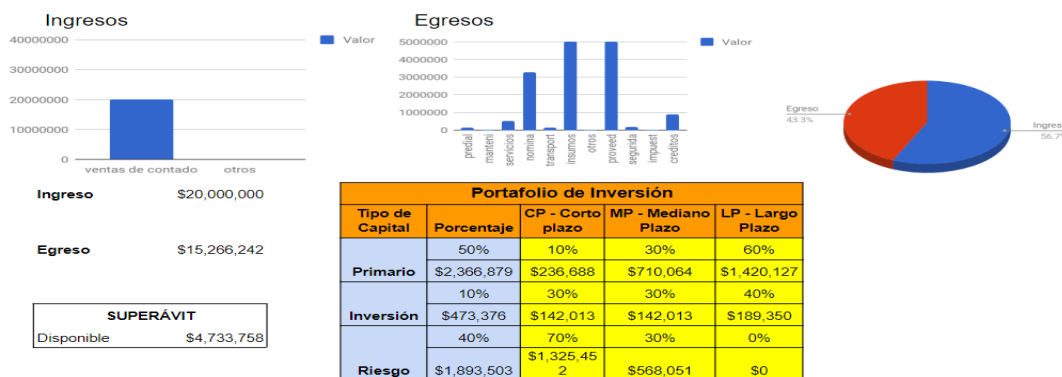 Ingresos
40000000
30000000
20000000
10000000
0
ventas de contado
otros
Valor
Egresos
5000000
4000000
3000000
2000000
1000000
0
predial
manteni
servicios
nomina
transport
insumos
otros
proveed
segurida
impuest
creditos
Valor
Egreso
43.3%
Ingres
56.7%
Ingreso $20,000,000
Egreso $15,266,242
SUPERÁVIT
Disponible $4,733,758
Portafolio de Inversión
Tipo de Capital Porcentaje CP - Corto plazo MP - Mediano Plazo LP - Largo Plazo
50% 10% 30% 60%
Primario $2,366,879 $236,688 $710,064 $1,420,127
10% 30% 30% 40%
Inversión $473,376 $142,013 $142,013 $189,350
40% 70% 30% 0%
Riesgo $1,893,503 $1,325,452 $568,051 $0